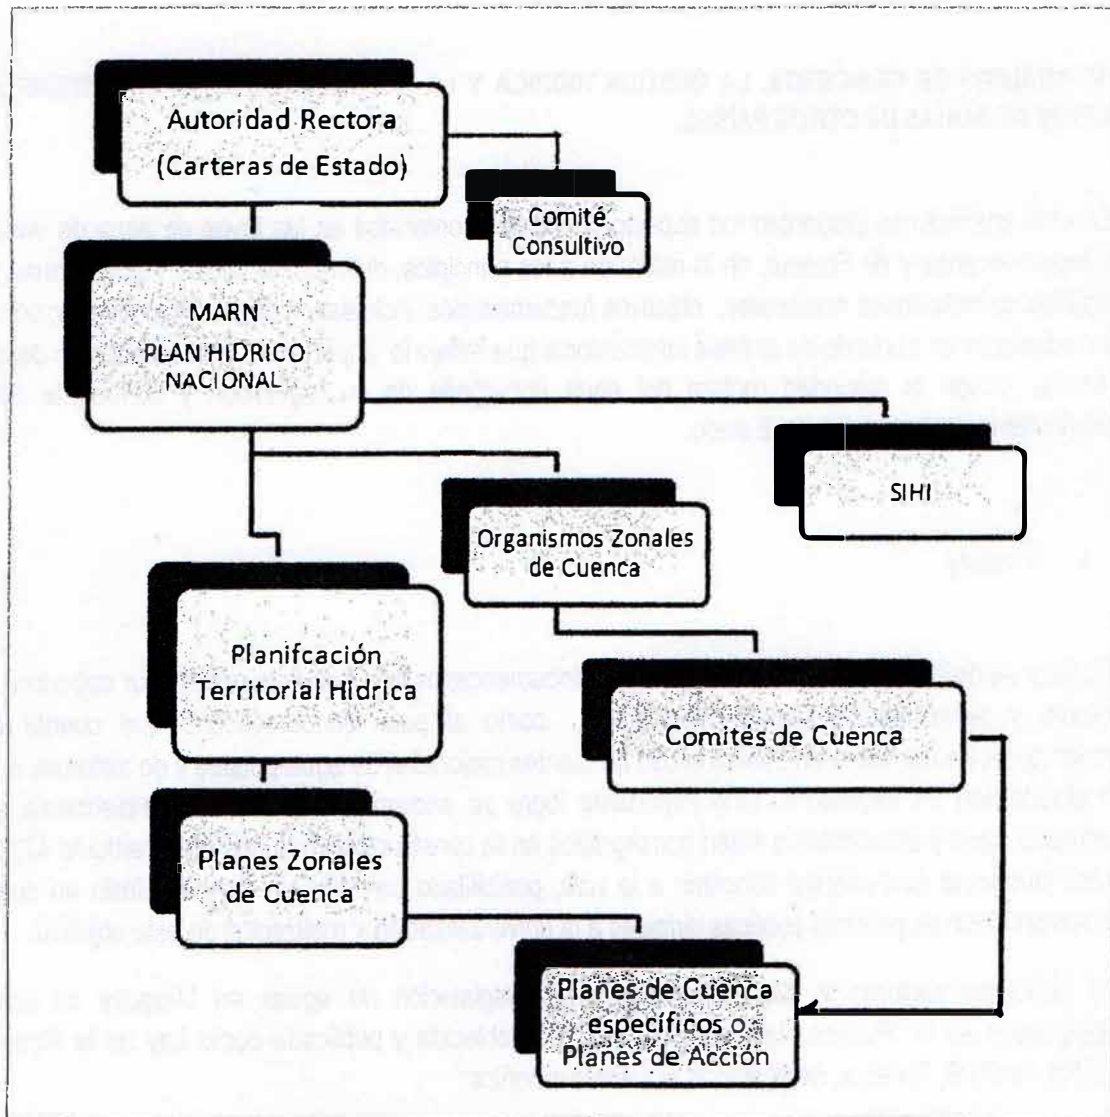 Autoridad Rectora
(Carteras de Estado)
Comité
Consultivo
MARN
PLAN HIDRICO
NACIONAL
SIHI
Organismos Zonales
de Cuenca
Planifcación
Territorial Hídrica
Comités de Cuenca
Planes Zonales
de Cuenca
Planes de Cuenca
específicos o
Planes de Acción